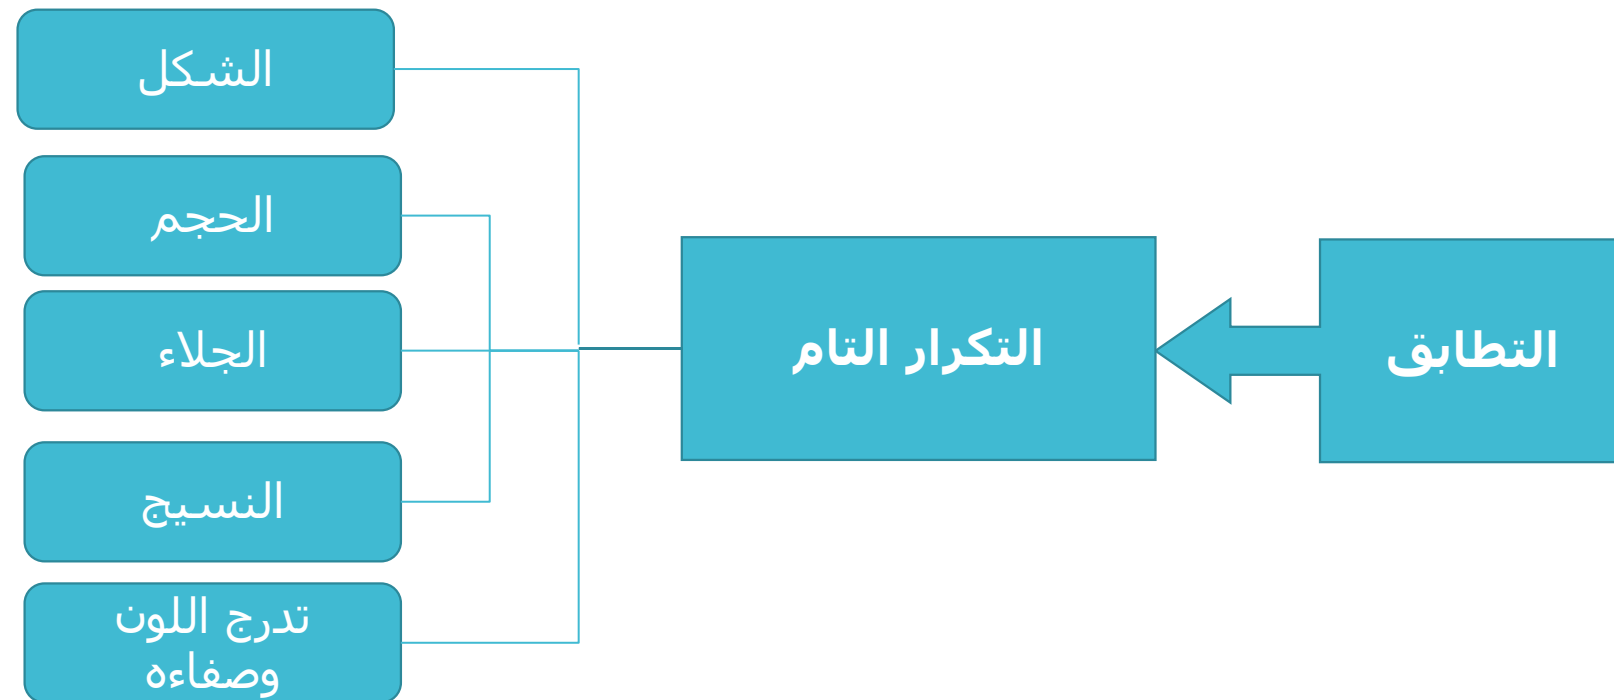 التطابق
التكرار التام
الشكل
الحجم
الجلاء
النسيج
تدرج اللون
وصفاءه